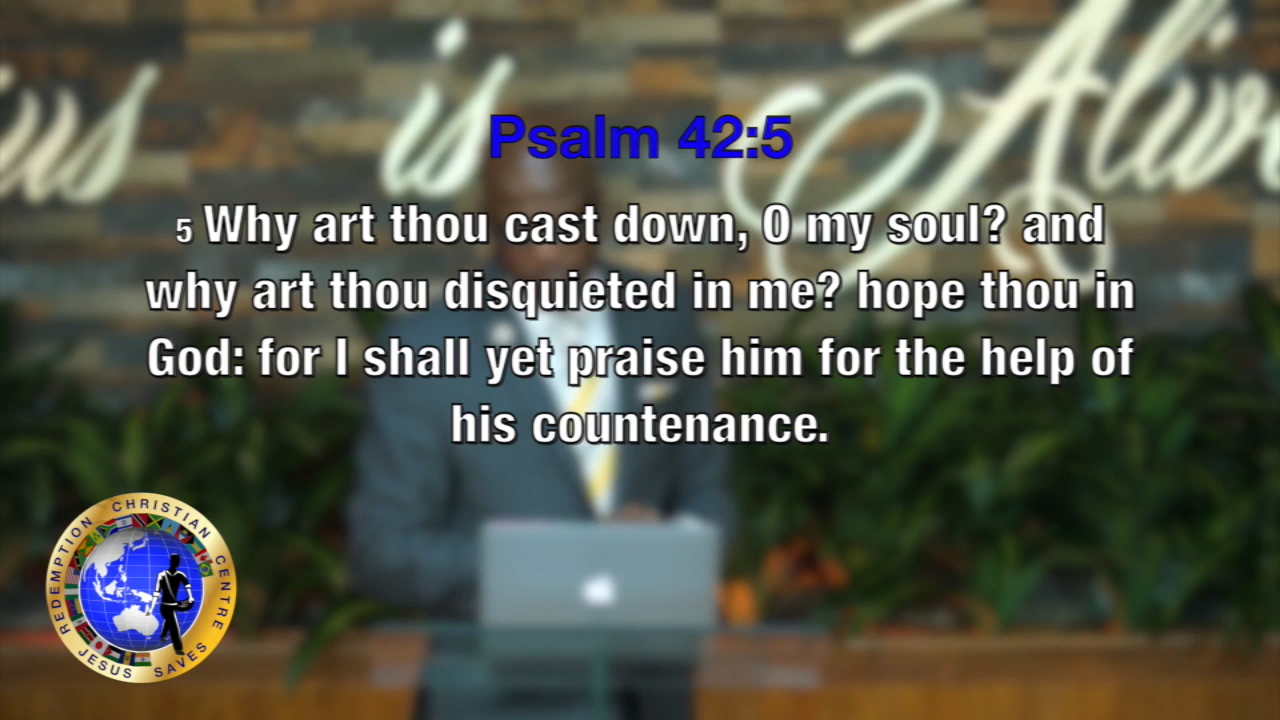 is Alive
Psalm 42:5
5 Why art thou cast down, O my soul? and
why art thou disquieted in me? hope thou in
God: for I shall yet praise him for the help of
his countenance.
REDEMPTION CHRISTIAN CENTRE
JESUS SAVES